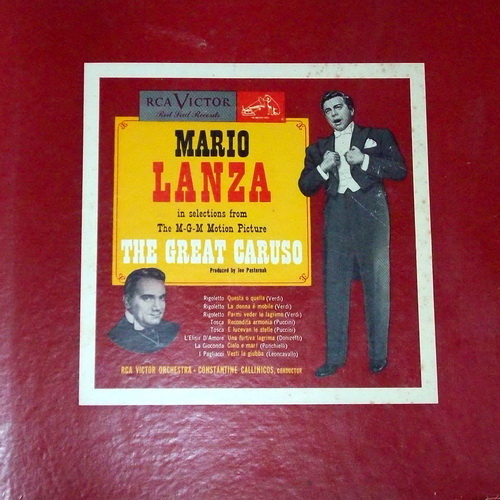 RCA VICTOR
Red Seal Records
MARIO
LANZA
in selections from
The M-G-M Motion Picture
THE GREAT CARUSO
Produced by Joe Pasternak
Rigoletto Questa o quella (Verdi)
Rigoletto La donna è mobile (Verdi)
Rigoletto Parmi veder le lagrime (Verdi)
Tosca Recondita armonia (Puccini)
Tosca E lucevan le stelle (Puccini)
L'Elisir D'Amore Una furtiva lagrima (Donizetti)
La Gioconda Cielo e mar! (Ponchielli)
I Pagliacci Vesti la giubba (Leoncavallo)
RCA VICTOR ORCHESTRA - CONSTANTINE CALLINICOS, CONDUCTOR